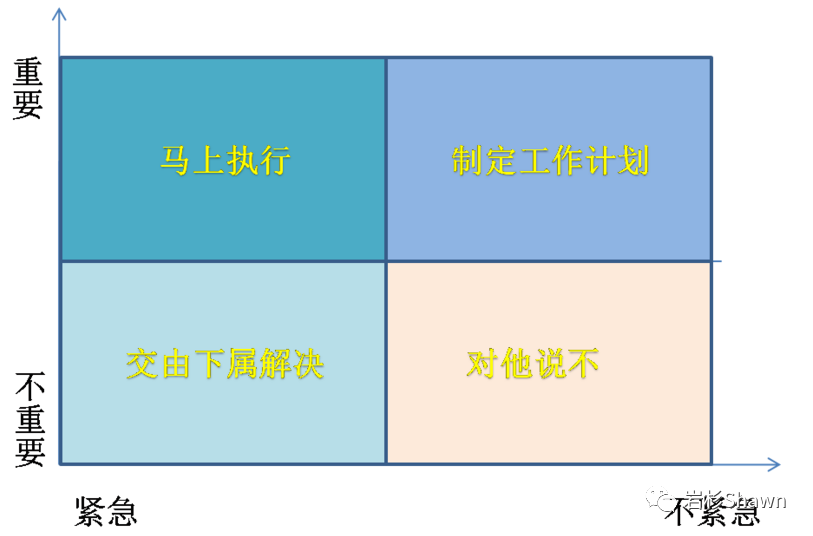 重要
马上执行
制定工作计划
交由下属解决
对他说不
不重要
紧急
不紧急
岩杉Shawn